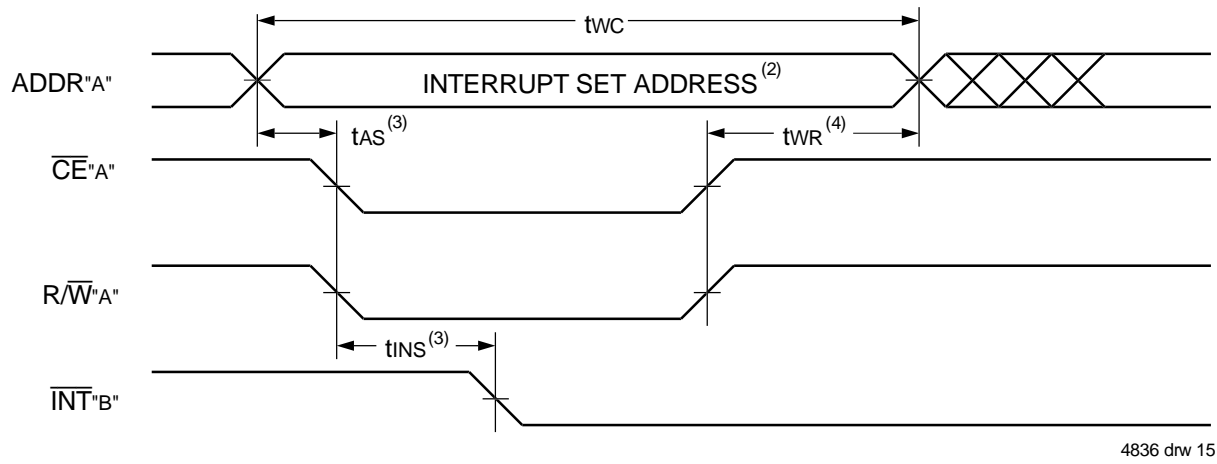 tWC
ADDR"A"
INTERRUPT SET ADDRESS(2)
tAS(3)
tWR(4)
CE"A"
R/W"A"
tINS(3)
INT"B"
4836 drw 15